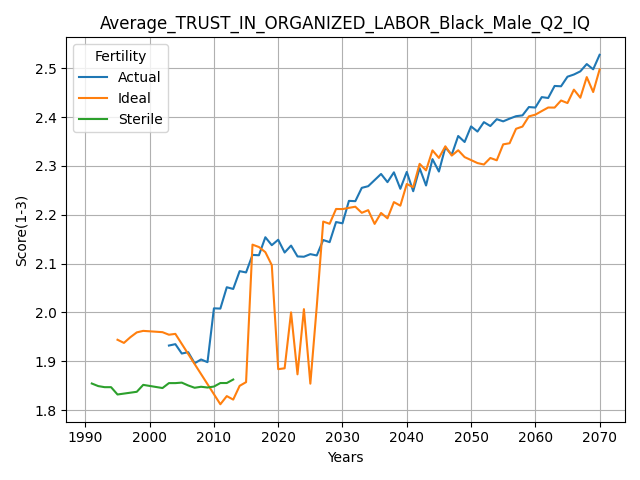 Average_TRUST_IN_ORGANIZED_LABOR_Black_Male_Q2_IQ
Fertility
Actual
Ideal
Sterile
Score(1-3)
2.5
2.4
2.3
2.2
2.1
2.0
1.9
1.8
1990 2000 2010 2020 2030 2040 2050 2060 2070
Years